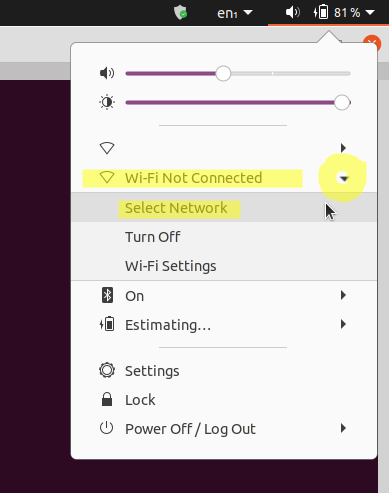 en₁
81 %
Wi-Fi Not Connected
Select Network
Turn Off
Wi-Fi Settings
On
Estimating…
Settings
Lock
Power Off / Log Out